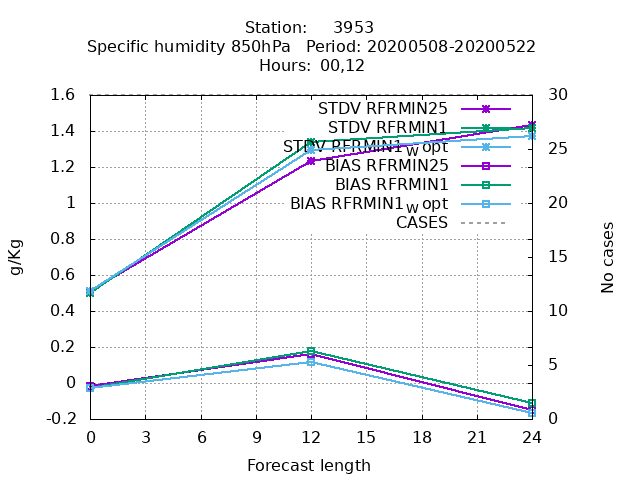 Station: 3953
Specific humidity 850hPa Period: 20200508-20200522
Hours: 00,12
1.6
1.4
1.2
1
0.8
0.6
0.4
0.2
0
-0.2
g/Kg
STDV RFRMIN25
STDV RFRMIN1
STDV RFRMIN1_W opt
BIAS RFRMIN25
BIAS RFRMIN1
BIAS RFRMIN1_W opt
CASES
30
25
20
15
10
5
0
No cases
0 3 6 9 12 15 18 21 24
Forecast length